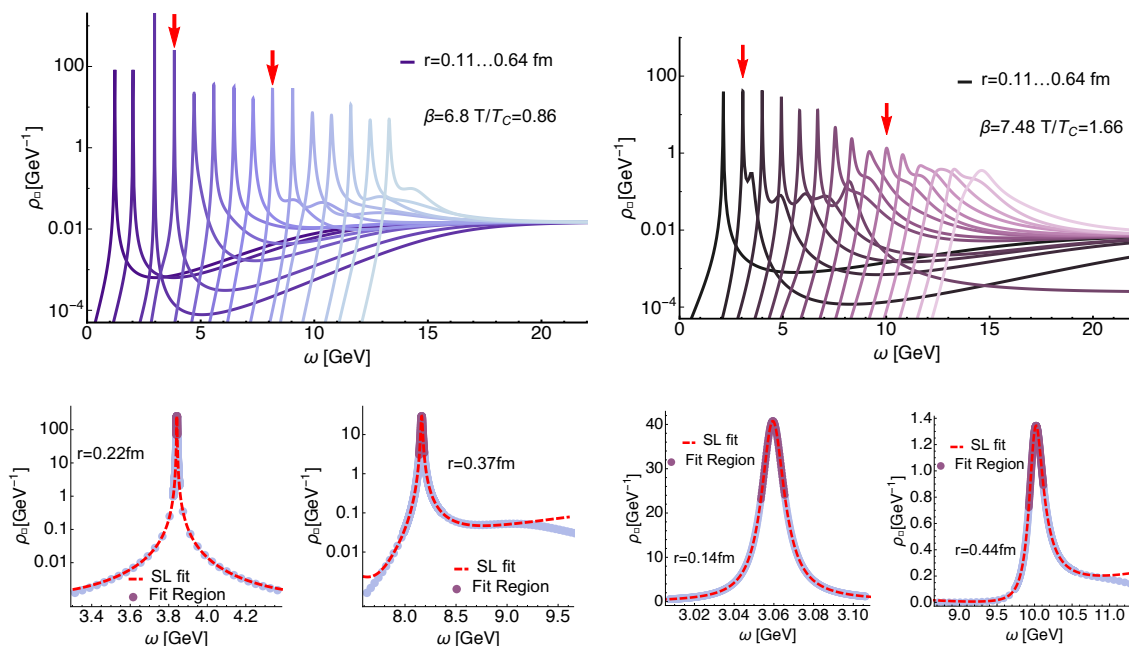 ρ□[GeV⁻¹]
100
1
0.01
10⁻⁴
0 5 10 15 20
ω [GeV]
r=0.11...0.64 fm
β=6.8 T/T_C=0.86
ρ□[GeV⁻¹]
100
1
0.01
10⁻⁴
0 5 10 15 20
ω [GeV]
r=0.11...0.64 fm
β=7.48 T/T_C=1.66
ρ□[GeV⁻¹]
100
10
1
0.1
0.01
r=0.22fm
SL fit
Fit Region
3.4 3.6 3.8 4.0 4.2
ω [GeV]
ρ□[GeV⁻¹]
10
1
0.1
0.01
r=0.37fm
SL fit
Fit Region
8.0 8.5 9.0 9.5
ω [GeV]
ρ□[GeV⁻¹]
40
30
20
10
0
SL fit
Fit Region
r=0.14fm
3.02 3.04 3.06 3.08 3.10
ω [GeV]
ρ□[GeV⁻¹]
1.4
1.2
1.0
0.8
0.6
0.4
0.2
0.0
SL fit
Fit Region
r=0.44fm
9.0 9.5 10.0 10.5 11.0
ω [GeV]